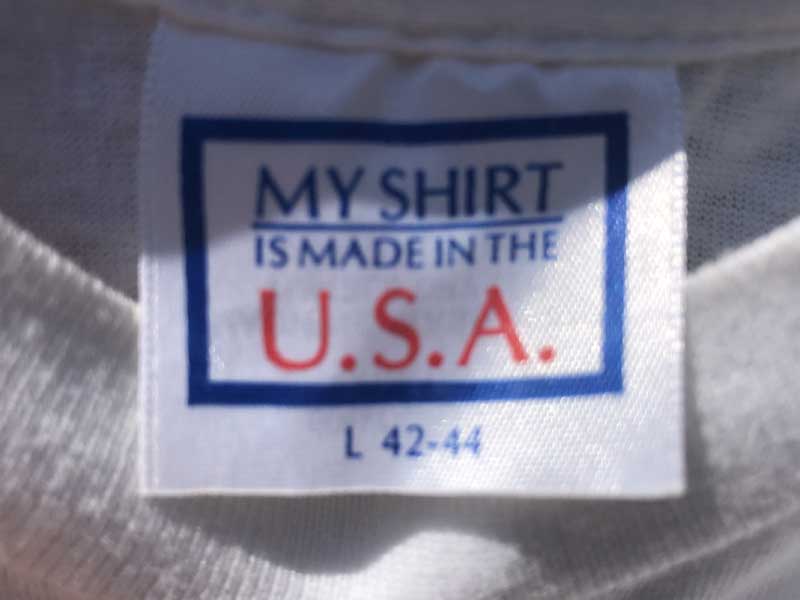 MY SHIRT
IS MADE IN THE
U.S.A.
L 42-44